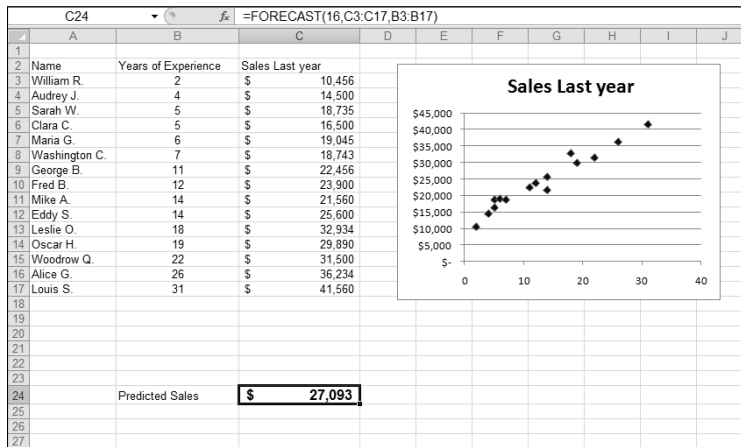 C24 fx =FORECAST(16,C3:C17,B3:B17)
A B C D E F G H I J
1
2 Name Years of Experience Sales Last year
3 William R. 2 $ 10,456
4 Audrey J. 4 $ 14,500
5 Sarah W. 5 $ 18,735
6 Clara C. 5 $ 16,500
7 Maria G. 6 $ 19,045
8 Washington C. 7 $ 18,743
9 George B. 11 $ 22,456
10 Fred B. 12 $ 23,900
11 Mike A. 14 $ 21,560
12 Eddy S. 14 $ 25,600
13 Leslie O. 18 $ 32,934
14 Oscar H. 19 $ 29,890
15 Woodrow Q. 22 $ 31,500
16 Alice G. 26 $ 36,234
17 Louis S. 31 $ 41,560
18
19
20
21
22
23
24 Predicted Sales $ 27,093
25
26
27
Sales Last year
$45,000
$40,000
$35,000
$30,000
$25,000
$20,000
$15,000
$10,000
$5,000
$-
0 10 20 30 40